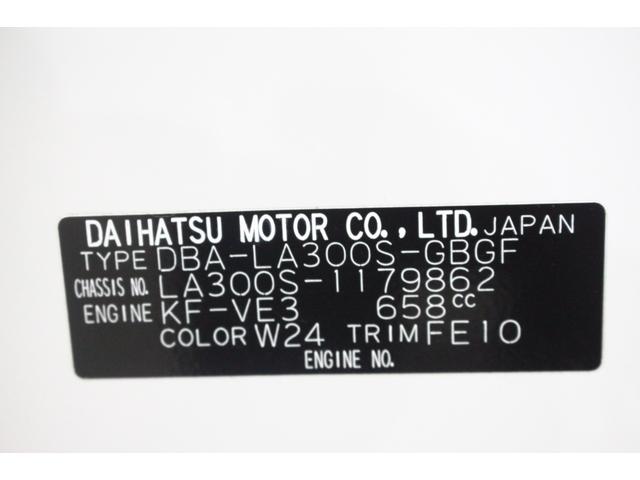 DAIHATSU MOTOR CO., LTD. JAPAN
TYPE DBA-LA300S-GBGF
CHASSIS NO. LA300S-1179862
ENGINE KF-VE3 658cc
COLOR W24 TRIM FE10
ENGINE NO.